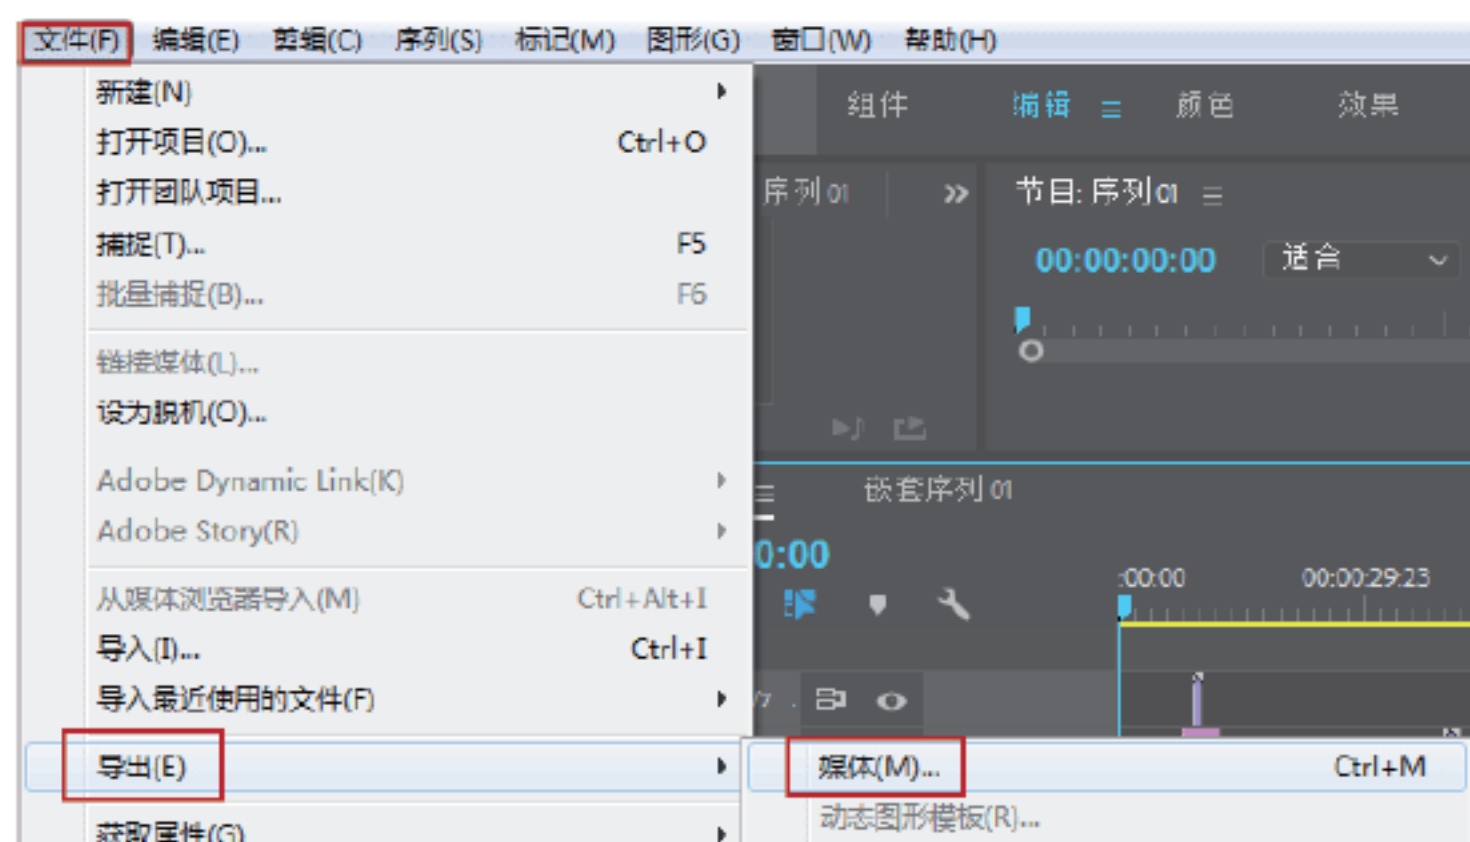 文件(F) 编辑(E) 剪辑(C) 序列(S) 标记(M) 图形(G) 窗口(W) 帮助(H)
新建(N)
打开项目(O)... Ctrl+O
打开团队项目...
捕捉(T)... F5
批量捕捉(B)... F6
链接媒体(L)...
设为脱机(O)...
Adobe Dynamic Link(K)
Adobe Story(R)
从媒体浏览器导入(M) Ctrl+Alt+I
导入(I)... Ctrl+I
导入最近使用的文件(F)
导出(E)
获取属性(G)
组件 编辑 颜色 效果
序列 01
节目: 序列 01
00:00:00:00 适合
嵌套序列 01
0:00
:00:00 00:00:29:23
媒体(M)... Ctrl+M
动态图形模板(R)...